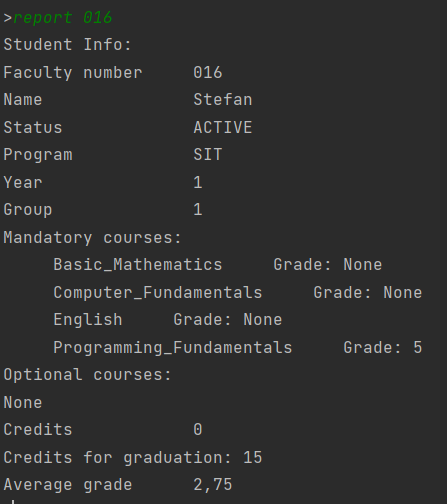 >report 016
Student Info:
Faculty number     016
Name               Stefan
Status             ACTIVE
Program            SIT
Year               1
Group              1
Mandatory courses:
     Basic_Mathematics     Grade: None
     Computer_Fundamentals     Grade: None
     English     Grade: None
     Programming_Fundamentals     Grade: 5
Optional courses:
None
Credits            0
Credits for graduation: 15
Average grade      2,75